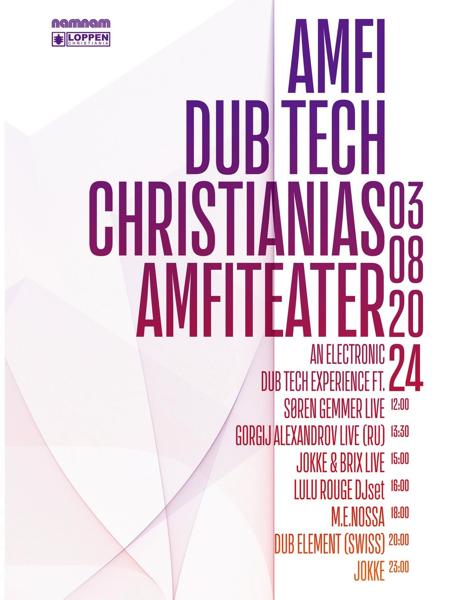 namnam
LOPPEN
CHRISTIANIA
AMFI
DUB TECH
CHRISTIANIAS
AMFITEATER
03
08
20
24
AN ELECTRONIC
DUB TECH EXPERIENCE FT.
SØREN GEMMER LIVE 12:00
GORGIJ ALEXANDROV LIVE (RU) 13:30
JOKKE & BRIX LIVE 15:00
LULU ROUGE DJset 16:00
M.E.NOSSA 18:00
DUB ELEMENT (SWISS) 20:00
JOKKE 23:00